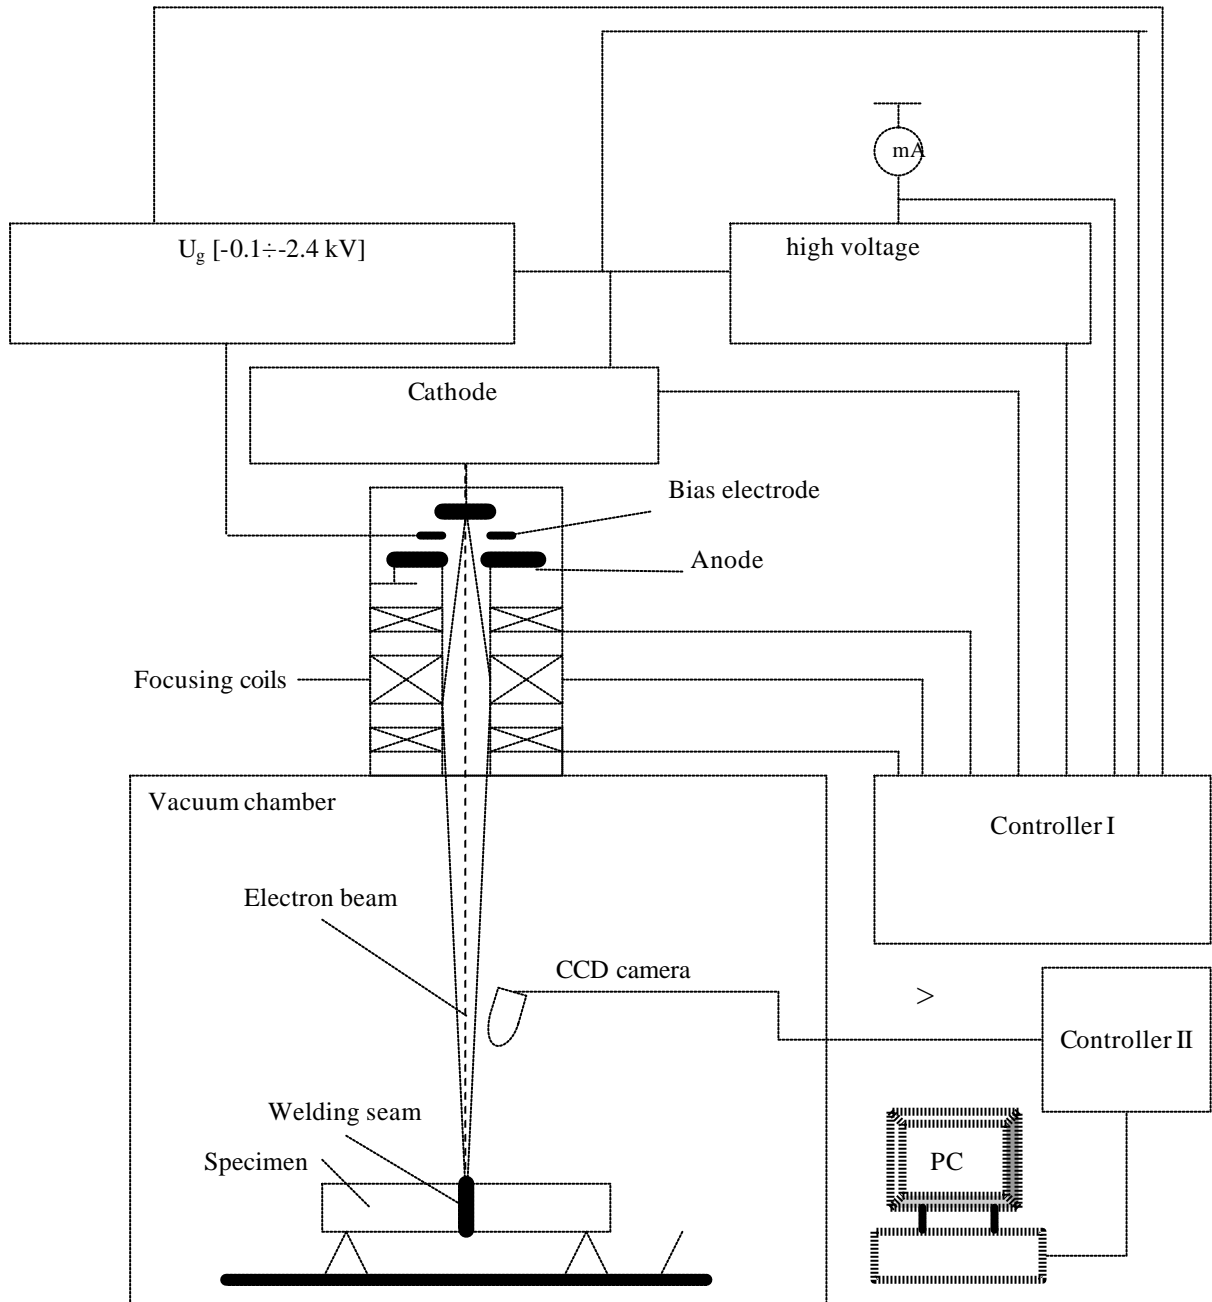 mA
U_g [-0.1÷-2.4 kV]
high voltage
Cathode
Bias electrode
Anode
Focusing coils
Vacuum chamber
Controller I
Electron beam
CCD camera
>
Controller II
Welding seam
Specimen
PC